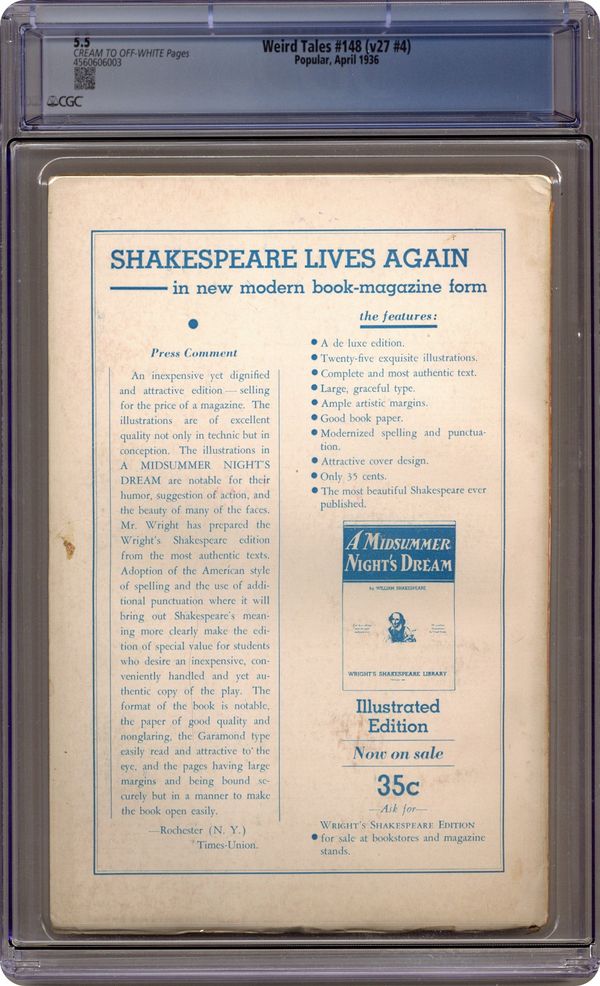 5.5
CREAM TO OFF-WHITE Pages
4560606003
CGC
Weird Tales #148 (v27 #4)
Popular, April 1936
SHAKESPEARE LIVES AGAIN
in new modern book-magazine form
Press Comment
An inexpensive yet dignified
and attractive edition — selling
for the price of a magazine. The
illustrations are of excellent
quality not only in technic but in
conception. The illustrations in
A MIDSUMMER NIGHT'S
DREAM are notable for their
humor, suggestion of action, and
the beauty of many of the faces.
Mr. Wright has prepared the
Wright's Shakespeare edition
from the most authentic texts.
Adoption of the American style
of spelling and the use of addi-
tional punctuation where it will
bring out Shakespeare's mean-
ing more clearly make the edi-
tion of special value for students
who desire an inexpensive, con-
veniently handled and yet au-
thentic copy of the play. The
format of the book is notable,
the paper of good quality and
nonglaring, the Garamond type
easily read and attractive to the
eye, and the pages having large
margins and being bound se-
curely but in a manner to make
the book open easily.
—Rochester (N. Y.)
Times-Union.
the features:
● A de luxe edition.
● Twenty-five exquisite illustrations.
● Complete and most authentic text.
● Large, graceful type.
● Ample artistic margins.
● Good book paper.
● Modernized spelling and punctua-
tion.
● Attractive cover design.
● Only 35 cents.
● The most beautiful Shakespeare ever
published.
A MIDSUMMER
NIGHT'S DREAM
by WILLIAM SHAKESPEARE
WRIGHT'S SHAKESPEARE LIBRARY
Illustrated
Edition
Now on sale
35c
—Ask for—
WRIGHT'S SHAKESPEARE EDITION
● for sale at bookstores and magazine
stands.